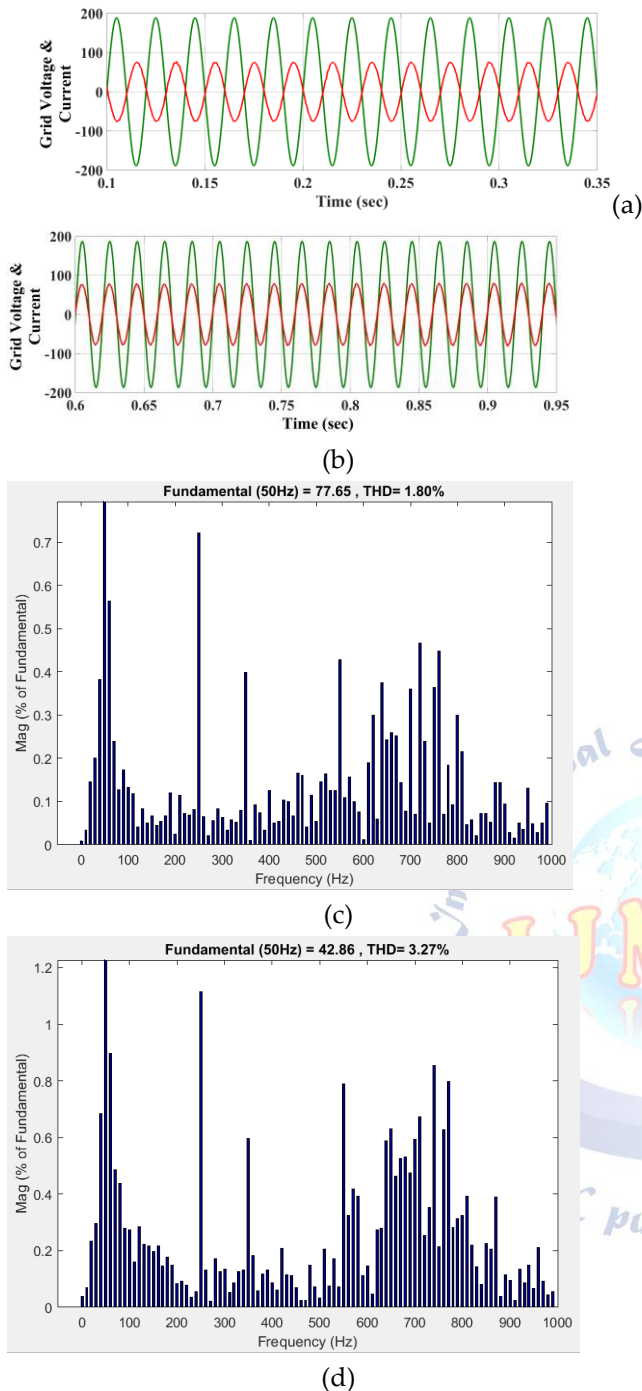 200
100
0
-100
-200
Grid Voltage &
Current
0.1 0.15 0.2 0.25 0.3 0.35
Time (sec)
(a)
200
100
0
-100
-200
Grid Voltage &
Current
0.6 0.65 0.7 0.75 0.8 0.85 0.9 0.95
Time (sec)
(b)
Fundamental (50Hz) = 77.65 , THD= 1.80%
0.7
0.6
0.5
0.4
0.3
0.2
0.1
0
Mag (% of Fundamental)
0 100 200 300 400 500 600 700 800 900 1000
Frequency (Hz)
(c)
Fundamental (50Hz) = 42.86 , THD= 3.27%
1.2
1
0.8
0.6
0.4
0.2
0
Mag (% of Fundamental)
0 100 200 300 400 500 600 700 800 900 1000
Frequency (Hz)
(d)